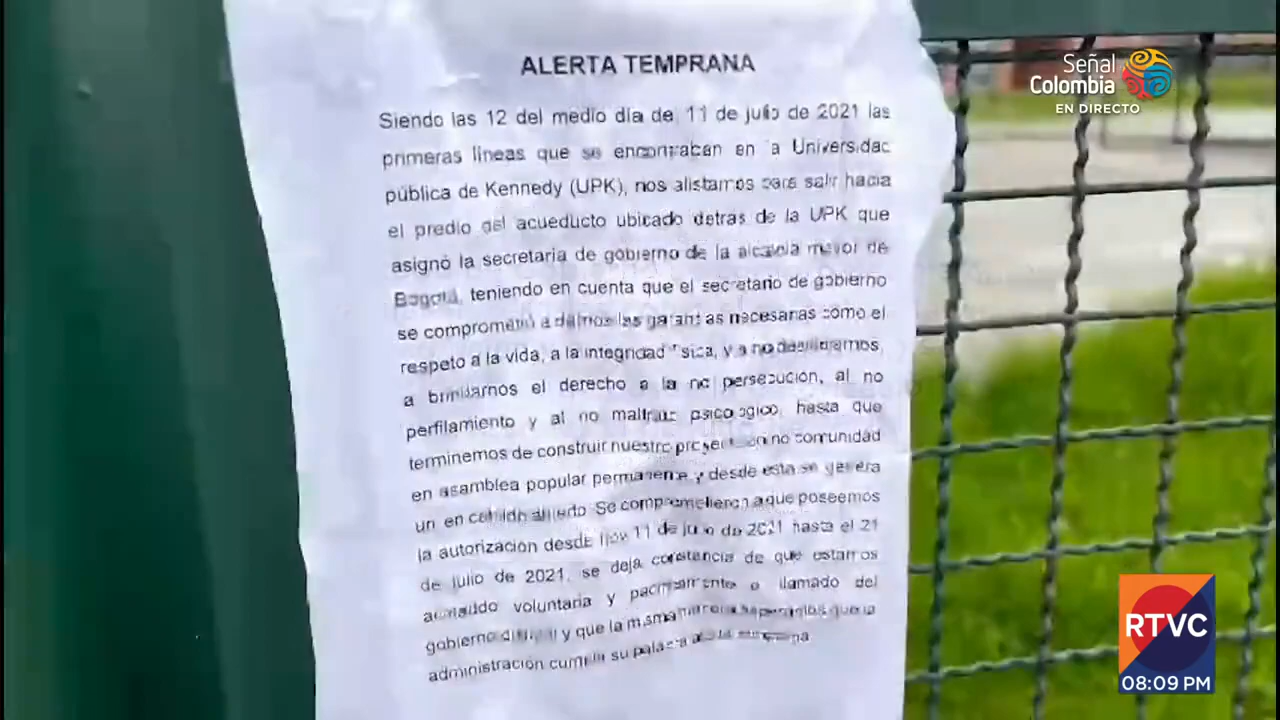 ALERTA TEMPRANA
Siendo las 12 del medio día de 11 de julio de 2021 las
primeras líneas que se encontraban en a Universidad
pública de Kennedy (UPK), nos alistamos para salir hacia
el predio del acueducto ubicado detras de la UPK que
asignó la secretaria de gobierno de la alcaldía mayor de
Bogotá, teniendo en cuenta que el secretario de gobierno
se comprometió a darnos las garantías necesarias como el
respeto a la vida, a la integridad física, y a no
a brindarnos el derecho a la no persecución, al no
perfilamiento y al no maltrato psicológico, hasta que
terminemos de construir nuestro comunidad
en asamblea popular permanente y desde esta se genera
un Se comprometieron a que poseemos
la autorización desde hoy 11 de julio de 2021 hasta el 21
de julio de 2021, se deja constancia de que estamos
voluntaria y pacíficamente llamado del
gobierno y que la misma manera que la
administración su palabra
Señal
Colombia
EN DIRECTO
RTVC
08:09 PM